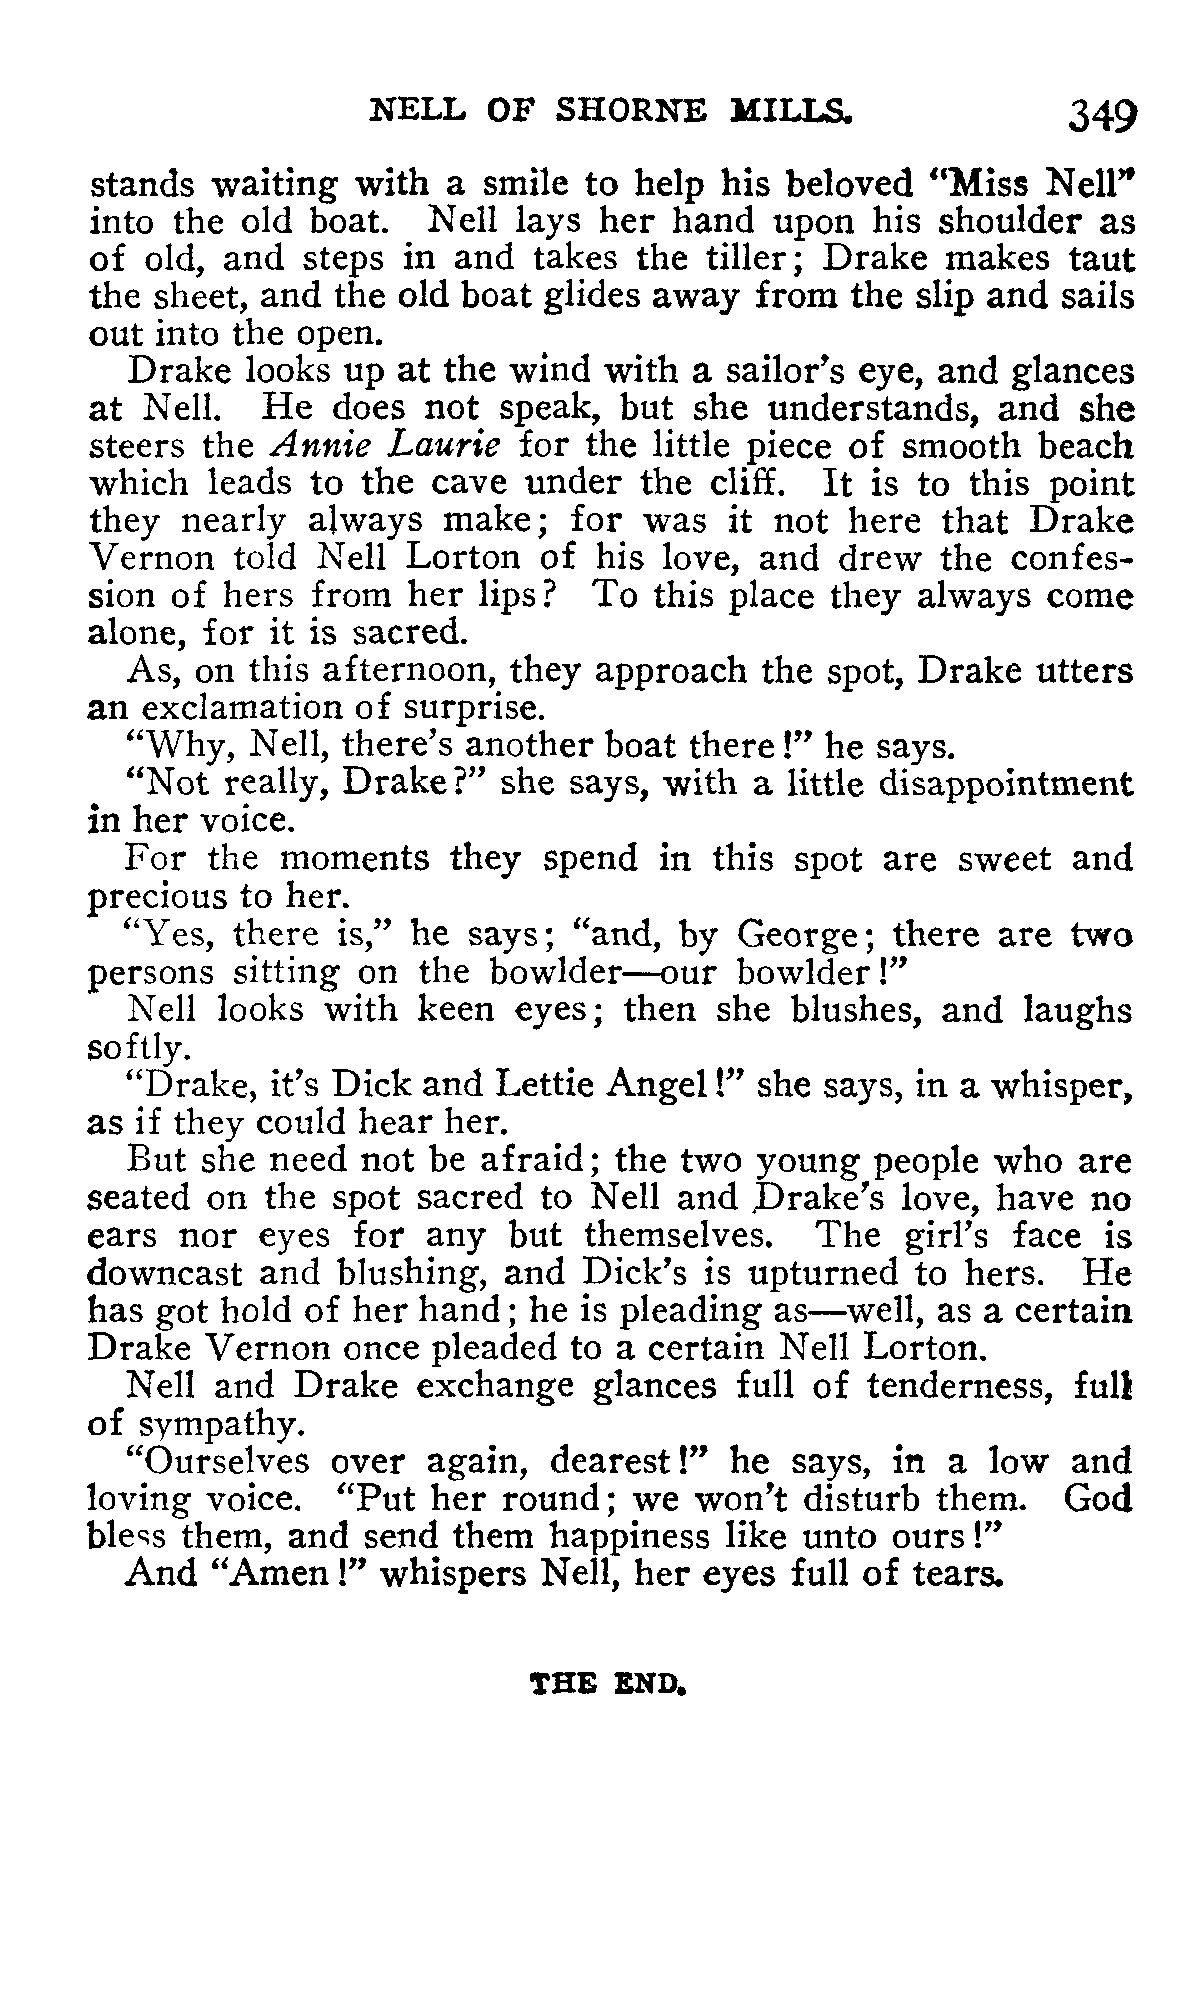 NELL OF SHORNE MILLS. 349
stands waiting with a smile to help his beloved "Miss Nell"
into the old boat. Nell lays her hand upon his shoulder as
of old, and steps in and takes the tiller; Drake makes taut
the sheet, and the old boat glides away from the slip and sails
out into the open.
Drake looks up at the wind with a sailor's eye, and glances
at Nell. He does not speak, but she understands, and she
steers the Annie Laurie for the little piece of smooth beach
which leads to the cave under the cliff. It is to this point
they nearly always make; for was it not here that Drake
Vernon told Nell Lorton of his love, and drew the confes-
sion of hers from her lips? To this place they always come
alone, for it is sacred.
As, on this afternoon, they approach the spot, Drake utters
an exclamation of surprise.
"Why, Nell, there's another boat there!" he says.
"Not really, Drake?" she says, with a little disappointment
in her voice.
For the moments they spend in this spot are sweet and
precious to her.
"Yes, there is," he says; "and, by George; there are two
persons sitting on the bowlder—our bowlder!"
Nell looks with keen eyes; then she blushes, and laughs
softly.
"Drake, it's Dick and Lettie Angel!" she says, in a whisper,
as if they could hear her.
But she need not be afraid; the two young people who are
seated on the spot sacred to Nell and Drake's love, have no
ears nor eyes for any but themselves. The girl's face is
downcast and blushing, and Dick's is upturned to hers. He
has got hold of her hand; he is pleading as—well, as a certain
Drake Vernon once pleaded to a certain Nell Lorton.
Nell and Drake exchange glances full of tenderness, full
of sympathy.
"Ourselves over again, dearest!" he says, in a low and
loving voice. "Put her round; we won't disturb them. God
bless them, and send them happiness like unto ours!"
And "Amen!" whispers Nell, her eyes full of tears.
THE END.